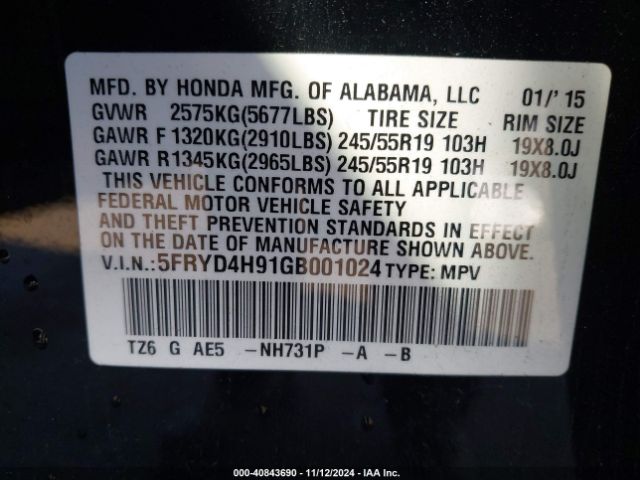 MFD. BY HONDA MFG. OF ALABAMA, LLC 01/'15
GVWR 2575KG(5677LBS) TIRE SIZE RIM SIZE
GAWR F 1320KG(2910LBS) 245/55R19 103H 19X8.0J
GAWR R1345KG(2965LBS) 245/55R19 103H 19X8.0J
THIS VEHICLE CONFORMS TO ALL APPLICABLE
FEDERAL MOTOR VEHICLE SAFETY
AND THEFT PREVENTION STANDARDS IN EFFECT
ON THE DATE OF MANUFACTURE SHOWN ABOVE.
V.I.N.:5FRYD4H91GB001024 TYPE: MPV
TZ6 G AE5 -NH731P -A -B
000-40843690 - 11/12/2024 - IAA Inc.